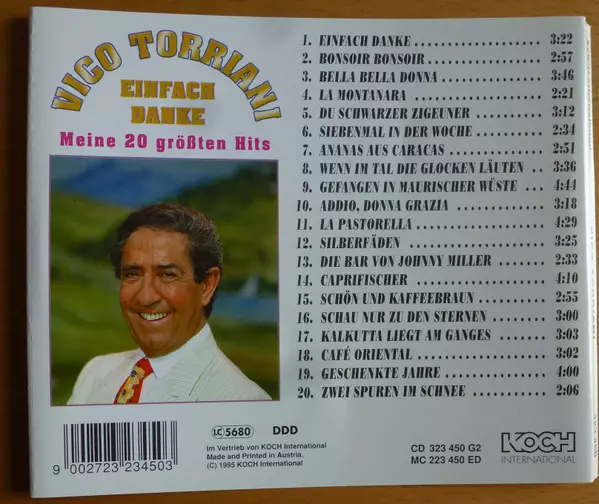 VICO TORRIANI
EINFACH
DANKE
Meine 20 größten Hits
1. EINFACH DANKE 3:22
2. BONSOIR BONSOIR 2:57
3. BELLA BELLA DONNA 3:46
4. LA MONTANARA 2:21
5. DU SCHWARZER ZIGEUNER 3:12
6. SIEBENMAL IN DER WOCHE 2:34
7. ANANAS AUS CARACAS 2:51
8. WENN IM TAL DIE GLOCKEN LÄUTEN 3:36
9. GEFANGEN IN MAURISCHER WÜSTE 4:44
10. ADDIO, DONNA GRAZIA 3:18
11. LA PASTORELLA 4:29
12. SILBERFÄDEN 3:25
13. DIE BAR VON JOHNNY MILLER 2:33
14. CAPRIFISCHER 4:10
15. SCHÖN UND KAFFEEBRAUN 2:55
16. SCHAU NUR ZU DEN STERNEN 3:00
17. KALKUTTA LIEGT AM GANGES 3:03
18. CAFÉ ORIENTAL 3:02
19. GESCHENKTE JAHRE 4:00
20. ZWEI SPUREN IM SCHNEE 2:06
9 002723 234503
LC 5680 DDD
Im Vertrieb von KOCH International
Made and Printed in Austria.
(C) 1995 KOCH International
CD 323 450 G2
MC 223 450 ED
KOCH
INTERNATIONAL